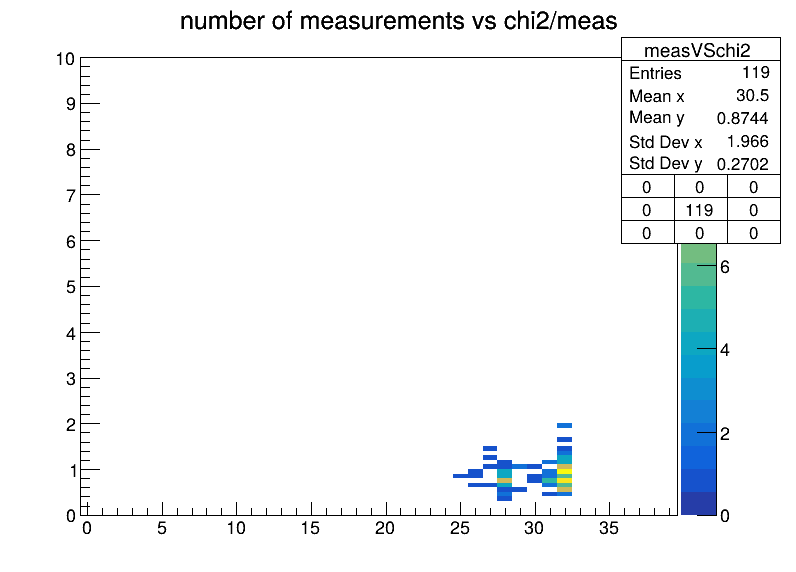 number of measurements vs chi2/meas
measVSchi2
Entries 119
Mean x 30.5
Mean y 0.8744
Std Dev x 1.966
Std Dev y 0.2702
0 0 0
0 119 0
0 0 0
10
9
8
7
6
5
4
3
2
1
0
0 5 10 15 20 25 30 35
6
4
2
0